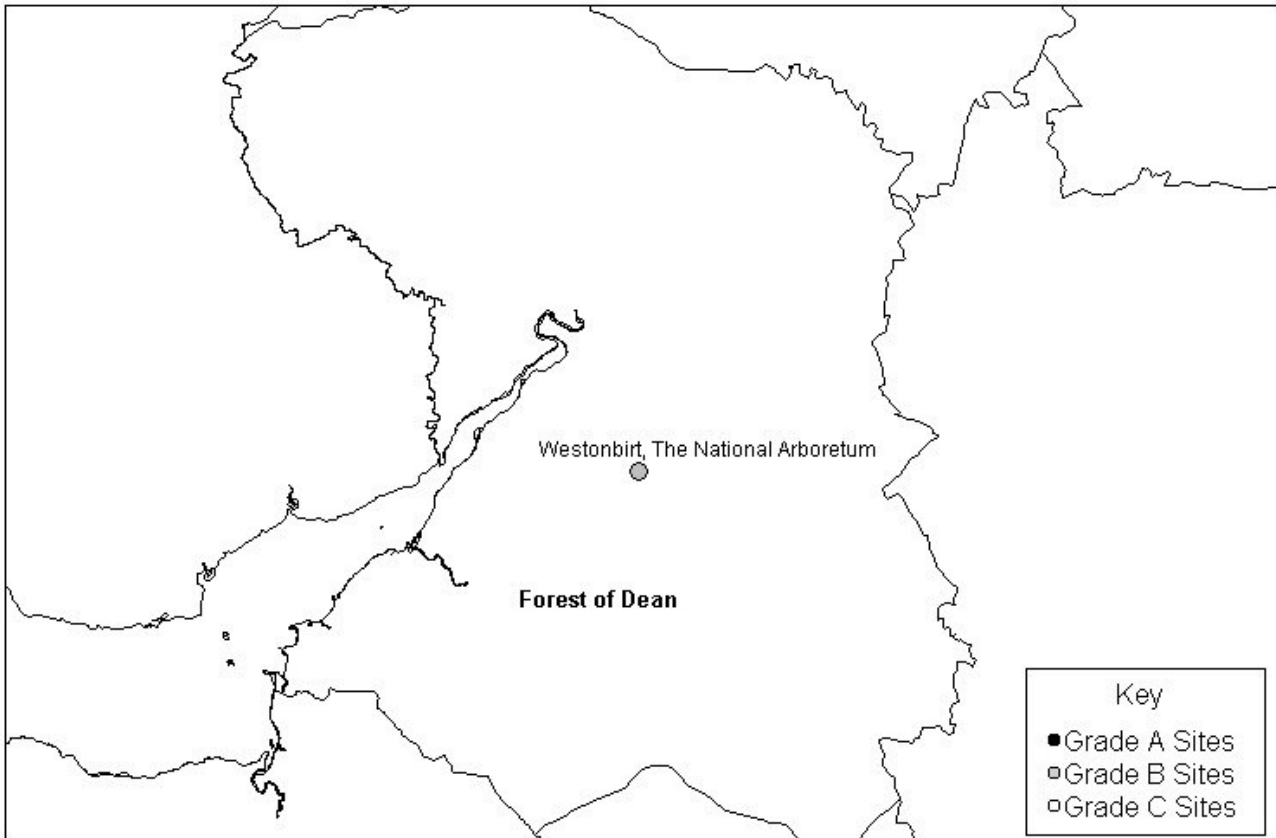 Westonbirt, The National Arboretum
Forest of Dean
Key
Grade A Sites
Grade B Sites
Grade C Sites